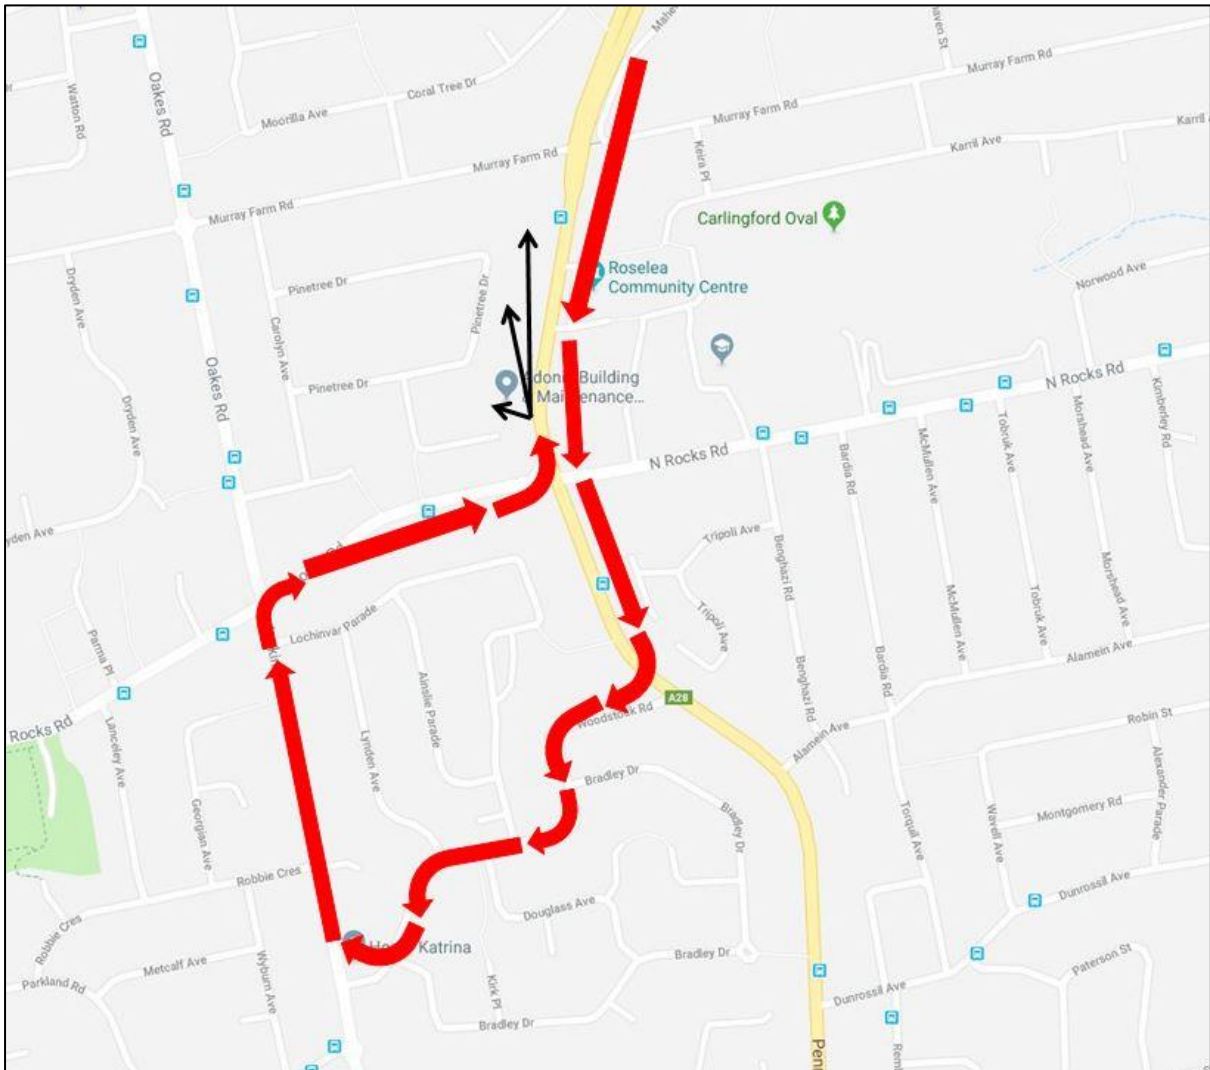 Oakes Rd
Watton Rd
Coral Tree Dr
Moorilla Ave
Murray Farm Rd
Murray Farm Rd
Murray Farm Rd
Murray Farm Rd
Karril Ave
Karril
Keira Pl
Carlingford Oval
Roselea
Community Centre
Norwood Ave
Dryden Ave
Pinetree Dr
Pinetree Dr
Carolyn Ave
Pinetree Dr
Oakes Rd
Dryden Ave
Building
N Rocks Rd
N Rocks Rd
Kimberley Rd
Morshead Ave
Tobruk Ave
McMullen Ave
Bardia Rd
Tripoli Ave
Benghazi Rd
Morshead Ave
Tobruk Ave
McMullen Ave
Tripoli Ave
Lochinvar Parade
Parma Pl
Ainslie Parade
Lynden Ave
Benghazi Rd
Bardia Rd
Alamein Ave
A28
Woodstock Rd
Rocks Rd
Lanceley Ave
Alamein Ave
Robin St
Bradley Dr
Bradley Dr
Georgian Ave
Torquil Ave
Wavell Ave
Montgomery Rd
Alexander Parade
Robbie Cres
Dunrossil Ave
Douglass Ave
Robbie Cres
Katrina
Bradley Dr
Metcalf Ave
Wyburn Ave
Parkland Rd
Kirk Pl
Paterson St
Dunrossil Ave
Bradley Dr